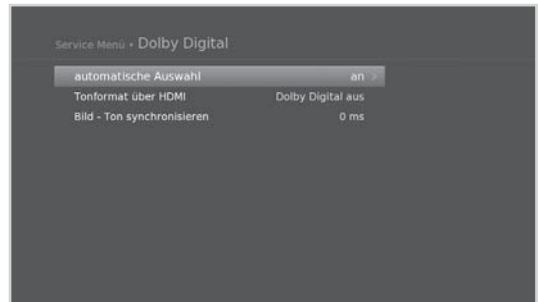 Service Menü • Dolby Digital
automatische Auswahl an >
Tonformat über HDMI Dolby Digital aus
Bild - Ton synchronisieren 0 ms